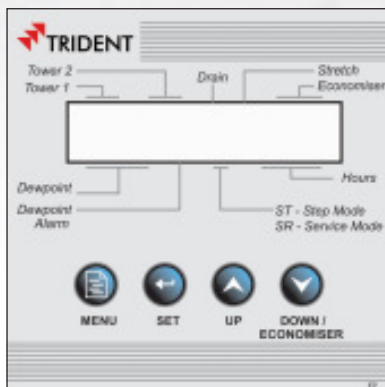 TRIDENT
Tower 2
Drain
Stretch
Tower 1
Economiser
Dewpoint
Hours
Dewpoint
Alarm
ST - Step Mode
SR - Service Mode
MENU
SET
UP
DOWN /
ECONOMISER